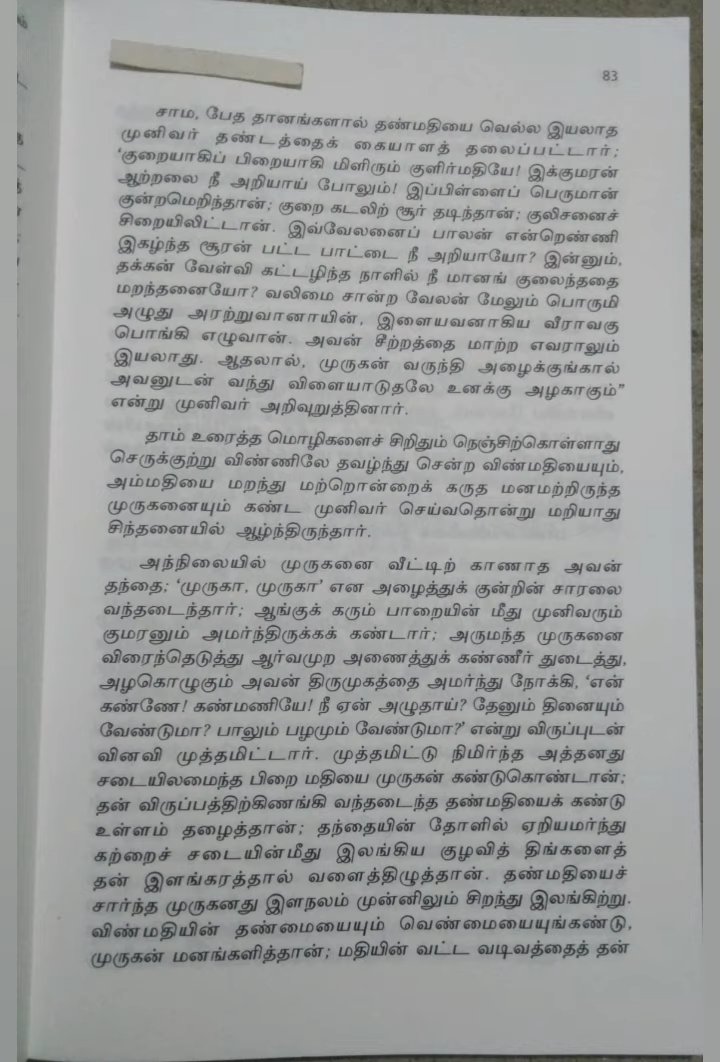 83
சாம, பேத தானங்களால் தண்மதியை வெல்ல இயலாத
முனிவர் தண்டத்தைக் கையாளத் தலைப்பட்டார்;
‘குறையாகிப் பிறையாகி மிளிரும் குளிர்மதியே! இக்குமரன்
ஆற்றலை நீ அறியாய் போலும்! இப்பிள்ளைப் பெருமான்
குன்றமெறிந்தான்; குரை கடலிற் சூர் தடிந்தான்; குலிசனைச்
சிறையிலிட்டான். இவ்வேலனைப் பாலன் என்றெண்ணி
இகழ்ந்த சூரன் பட்ட பாட்டை நீ அறியாயோ? இன்னும்,
தக்கன் வேள்வி கட்டழிந்த நாளில் நீ மானங் குலைந்ததை
மறந்தனையோ? வலிமை சான்ற வேலன் மேலும் பொருமி
அழுது அரற்றுவானாயின், இளையவனாகிய வீராவகு
பொங்கி எழுவான். அவன் சீற்றத்தை மாற்ற எவராலும்
இயலாது. ஆதலால், முருகன் வருந்தி அழைக்குங்கால்
அவனுடன் வந்து விளையாடுதலே உனக்கு அழகாகும்”
என்று முனிவர் அறிவுறுத்தினார்.
தாம் உரைத்த மொழிகளைச் சிறிதும் நெஞ்சிற்கொள்ளாது
செருக்குற்று விண்ணிலே தவழ்ந்து சென்ற விண்மதியையும்,
அம்மதியை மறந்து மற்றொன்றைக் கருத மனமற்றிருந்த
முருகனையும் கண்ட முனிவர் செய்வதொன்று மறியாது
சிந்தனையில் ஆழ்ந்திருந்தார்.
அந்நிலையில் முருகனை வீட்டிற் காணாத அவன்
தந்தை; ‘முருகா, முருகா’ என அழைத்துக் குன்றின் சாரலை
வந்தடைந்தார்; ஆங்குக் கரும் பாறையின் மீது முனிவரும்
குமரனும் அமர்ந்திருக்கக் கண்டார்; அருமந்த முருகனை
விரைந்தெடுத்து ஆர்வமுற அணைத்துக் கண்ணீர் துடைத்து,
அழகொழுகும் அவன் திருமுகத்தை அமர்ந்து நோக்கி, ‘என்
கண்ணே! கண்மணியே! நீ ஏன் அழுதாய்? தேனும் தினையும்
வேண்டுமா? பாலும் பழமும் வேண்டுமா?’ என்று விருப்புடன்
வினவி முத்தமிட்டார். முத்தமிட்டு நிமிர்ந்த அத்தனது
சடையிலமைந்த பிறை மதியை முருகன் கண்டுகொண்டான்;
தன் விருப்பத்திற்கிணங்கி வந்தடைந்த தண்மதியைக் கண்டு
உள்ளம் தழைத்தான்; தந்தையின் தோளில் ஏறியமர்ந்து
கற்றைச் சடையின்மீது இலங்கிய குழவித் திங்களைத்
தன் இளங்கரத்தால் வளைத்திழுத்தான். தண்மதியைச்
சார்ந்த முருகனது இளநலம் முன்னிலும் சிறந்து இலங்கிற்று.
விண்மதியின் தண்மையையும் வெண்மையையுங்கண்டு,
முருகன் மனங்களித்தான்; மதியின் வட்ட வடிவத்தைத் தன்